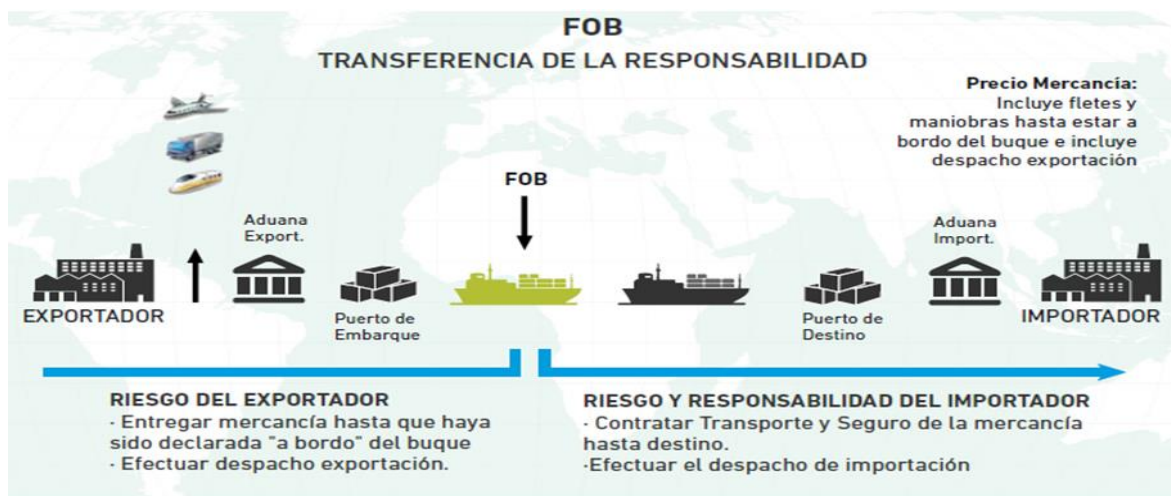 FOB
TRANSFERENCIA DE LA RESPONSABILIDAD
Precio Mercancía:
Incluye fletes y
maniobras hasta estar a
bordo del buque e incluye
despacho exportación
FOB
Aduana
Export.
Aduana
Import.
EXPORTADOR
Puerto de
Embarque
Puerto de
Destino
IMPORTADOR
RIESGO DEL EXPORTADOR
· Entregar mercancía hasta que haya
sido declarada "a bordo" del buque
· Efectuar despacho exportación.
RIESGO Y RESPONSABILIDAD DEL IMPORTADOR
· Contratar Transporte y Seguro de la mercancía
hasta destino.
·Efectuar el despacho de importación